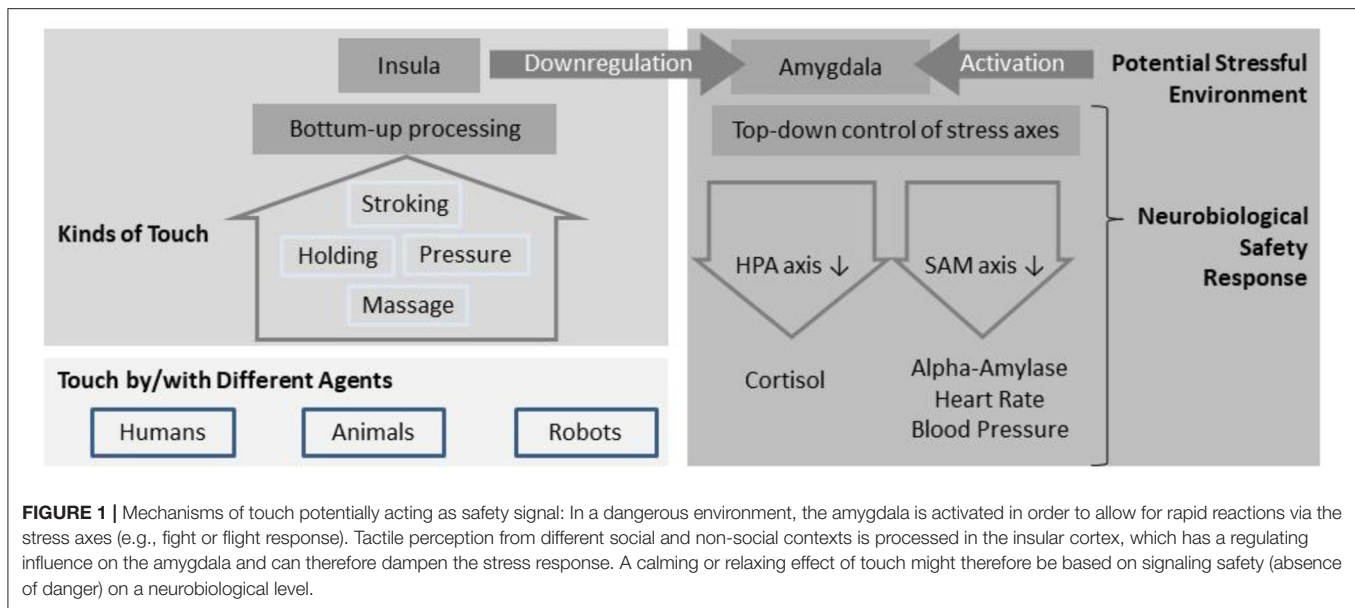 Insula
Downregulation
Amygdala
Activation
Potential Stressful
Environment
Bottum-up processing
Top-down control of stress axes
Kinds of Touch
Stroking
Holding
Pressure
Massage
HPA axis ↓
SAM axis ↓
Neurobiological
Safety
Response
Touch by/with Different Agents
Humans
Animals
Robots
Cortisol
Alpha-Amylase
Heart Rate
Blood Pressure
FIGURE 1 | Mechanisms of touch potentially acting as safety signal: In a dangerous environment, the amygdala is activated in order to allow for rapid reactions via the
stress axes (e.g., fight or flight response). Tactile perception from different social and non-social contexts is processed in the insular cortex, which has a regulating
influence on the amygdala and can therefore dampen the stress response. A calming or relaxing effect of touch might therefore be based on signaling safety (absence
of danger) on a neurobiological level.